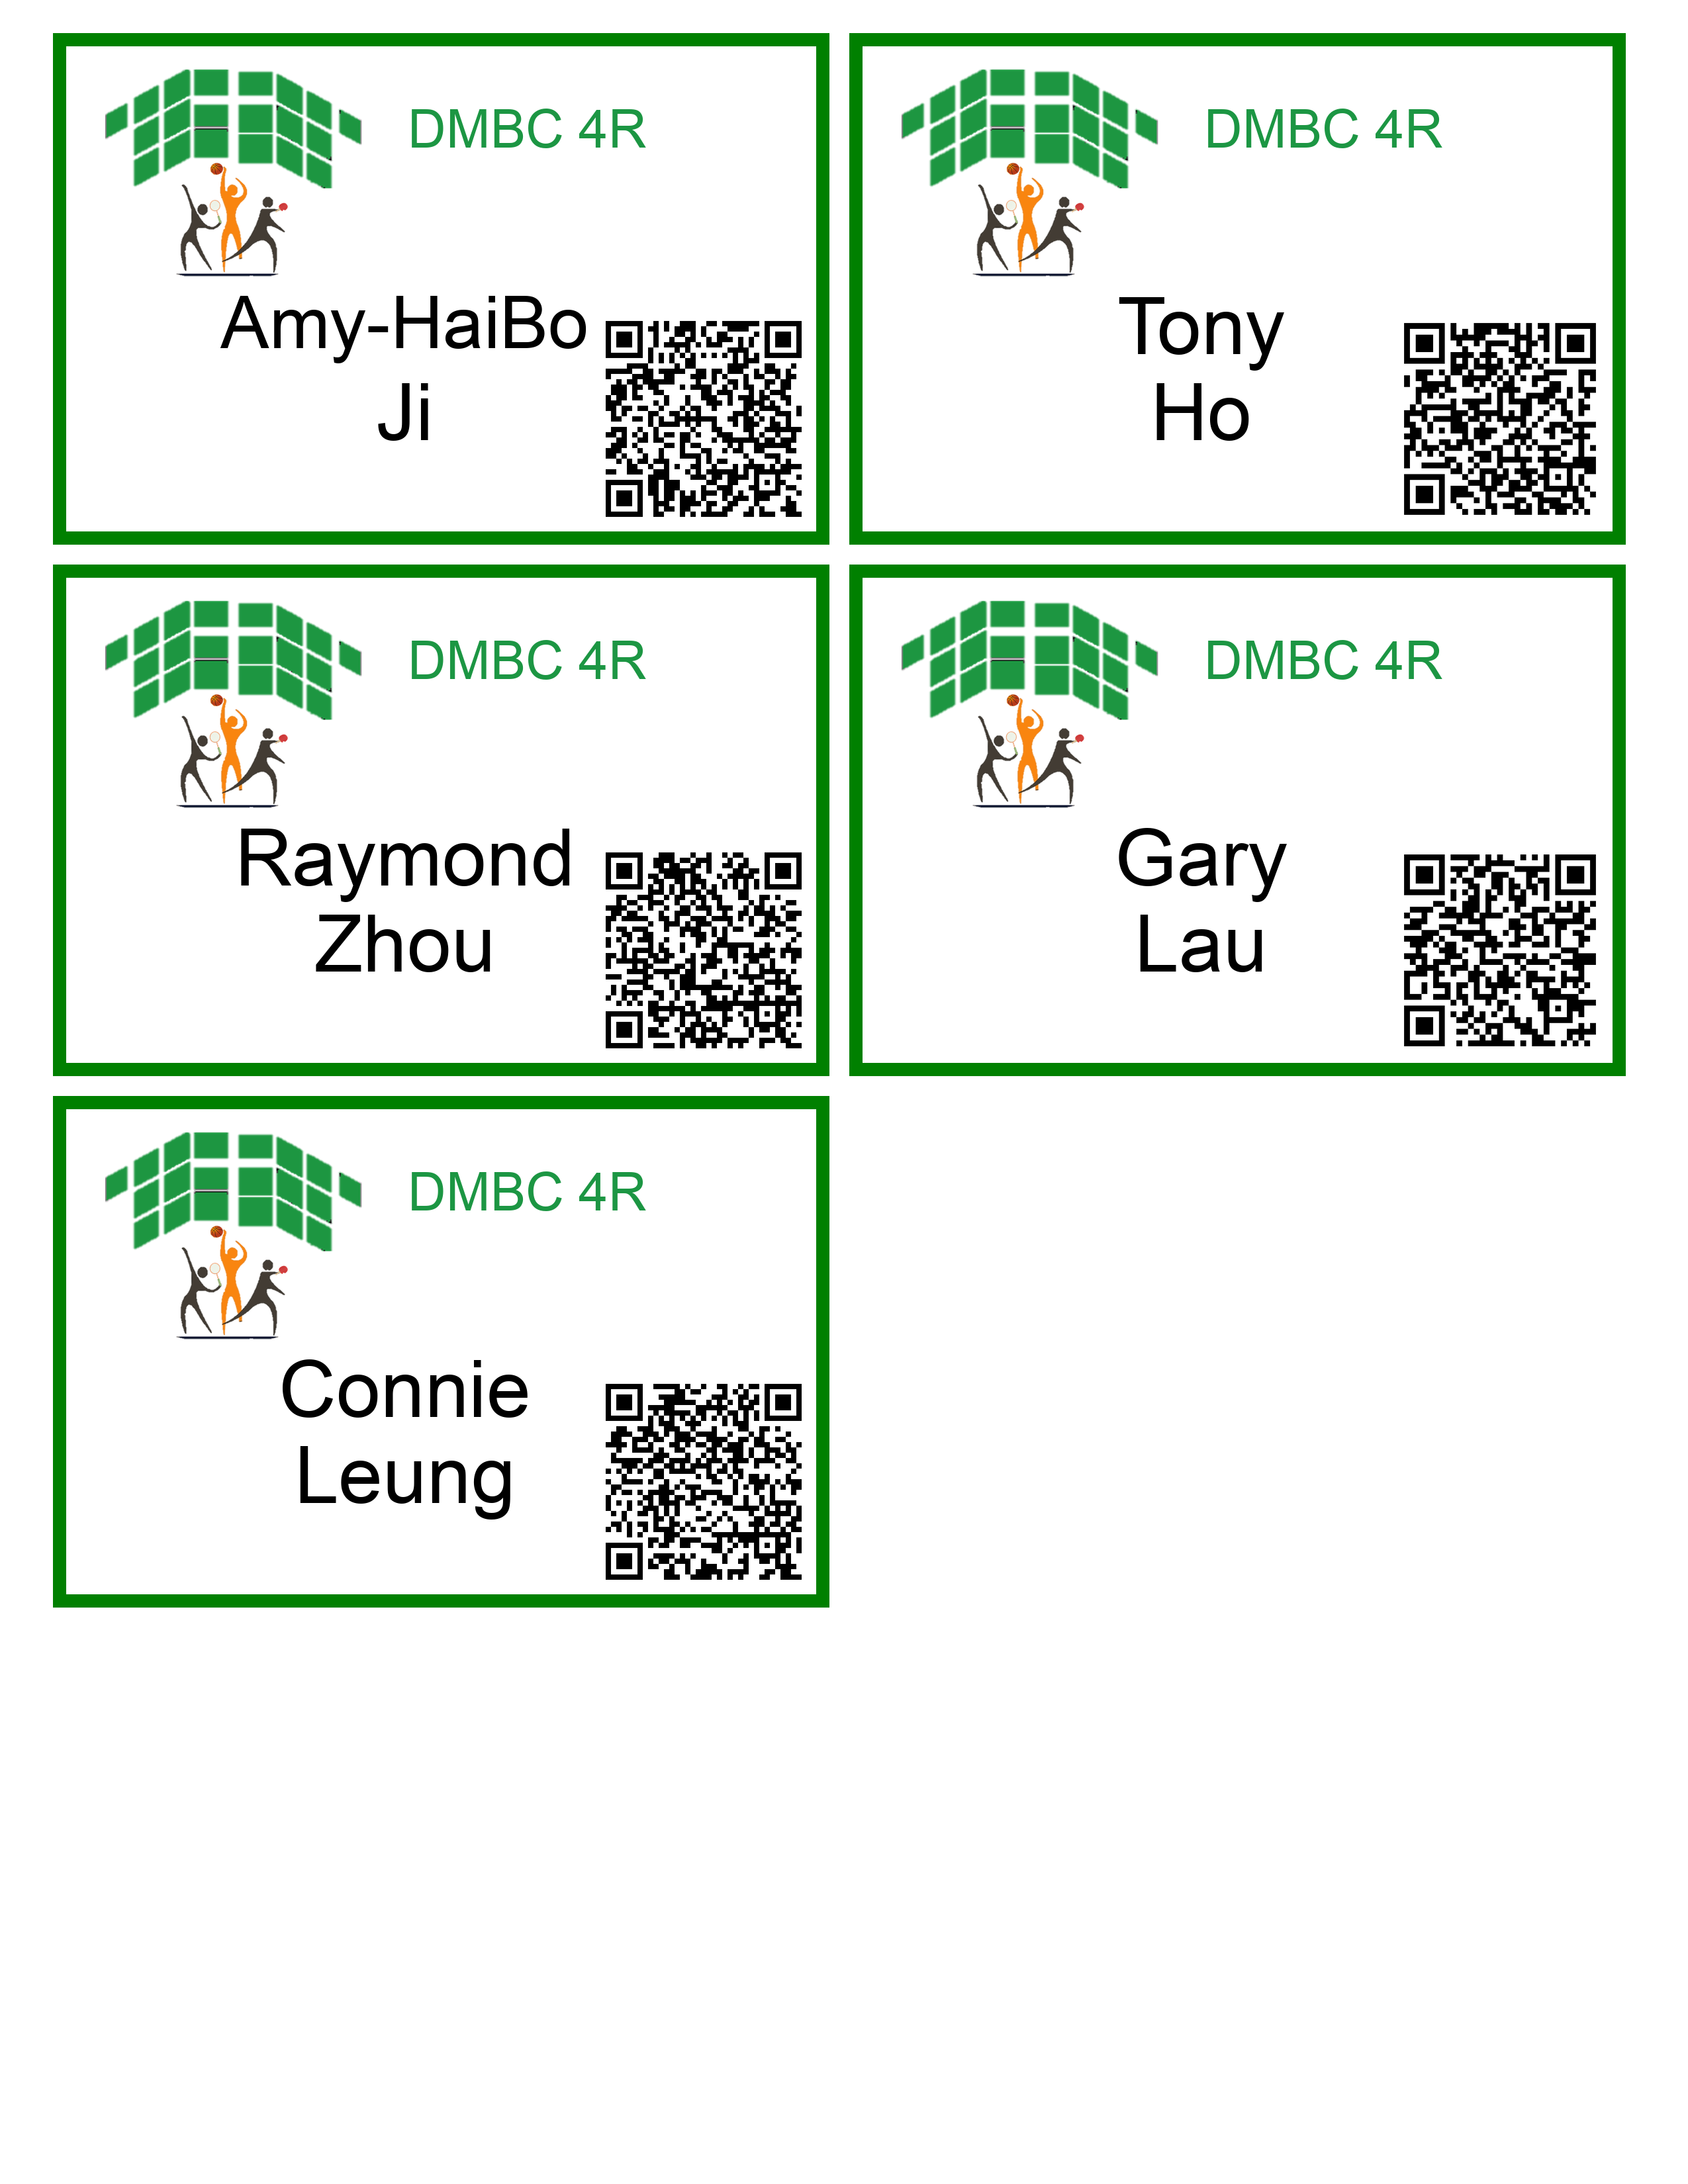 DMBC 4R
Amy-HaiBo
Ji
DMBC 4R
Tony
Ho
DMBC 4R
Raymond
Zhou
DMBC 4R
Gary
Lau
DMBC 4R
Connie
Leung